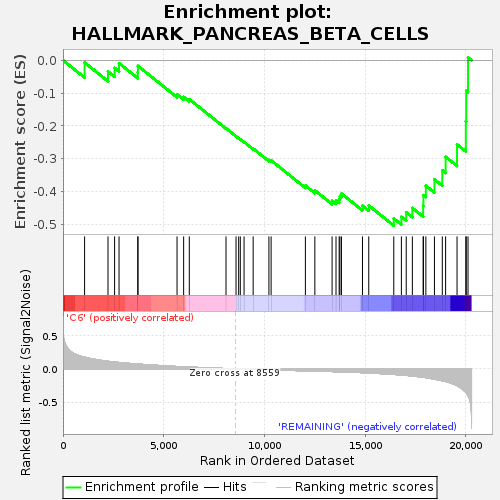 Enrichment plot:
HALLMARK_PANCREAS_BETA_CELLS
Enrichment score (ES)
0.0
-0.1
-0.2
-0.3
-0.4
-0.5
'C6' (positively correlated)
Ranked list metric (Signal2Noise)
0.5
0.0
-0.5
Zero cross at 8559
'REMAINING' (negatively correlated)
0
5,000
10,000
15,000
20,000
Rank in Ordered Dataset
Enrichment profile
Hits
Ranking metric scores